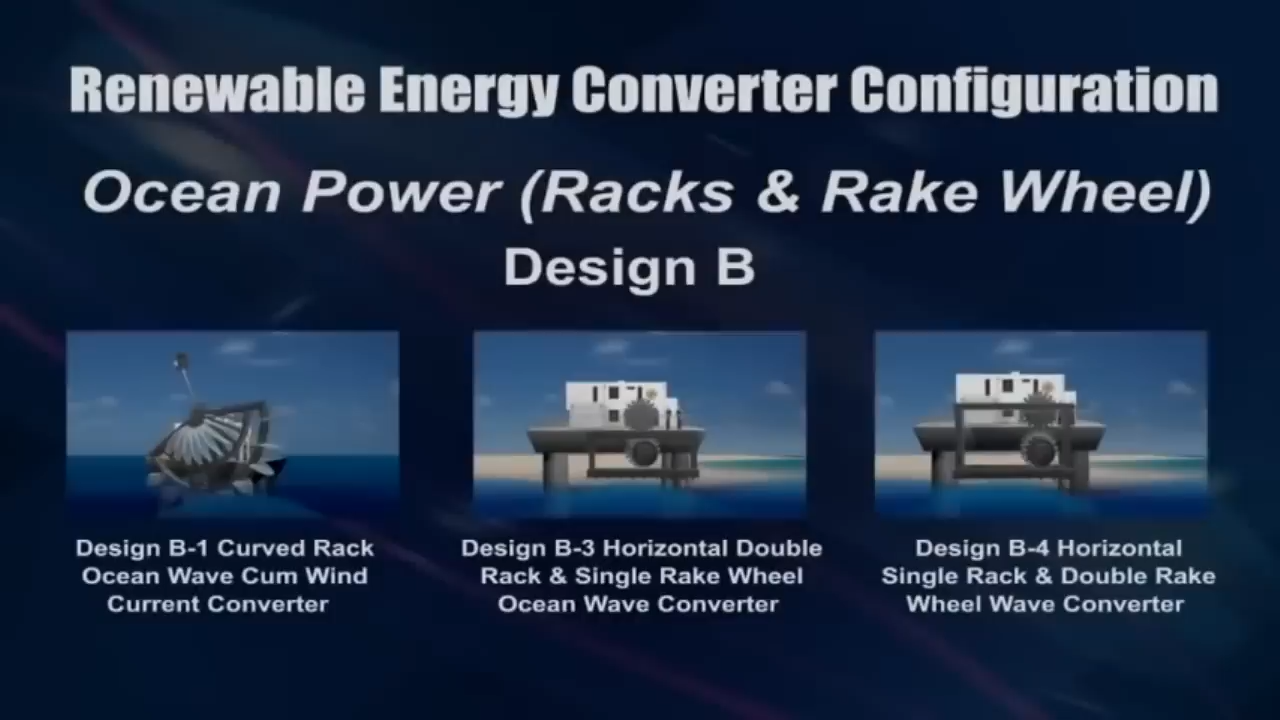 Renewable Energy Converter Configuration
Ocean Power (Racks & Rake Wheel)
Design B
Design B-1 Curved Rack
Ocean Wave Cum Wind
Current Converter
Design B-3 Horizontal Double
Rack & Single Rake Wheel
Ocean Wave Converter
Design B-4 Horizontal
Single Rack & Double Rake
Wheel Wave Converter